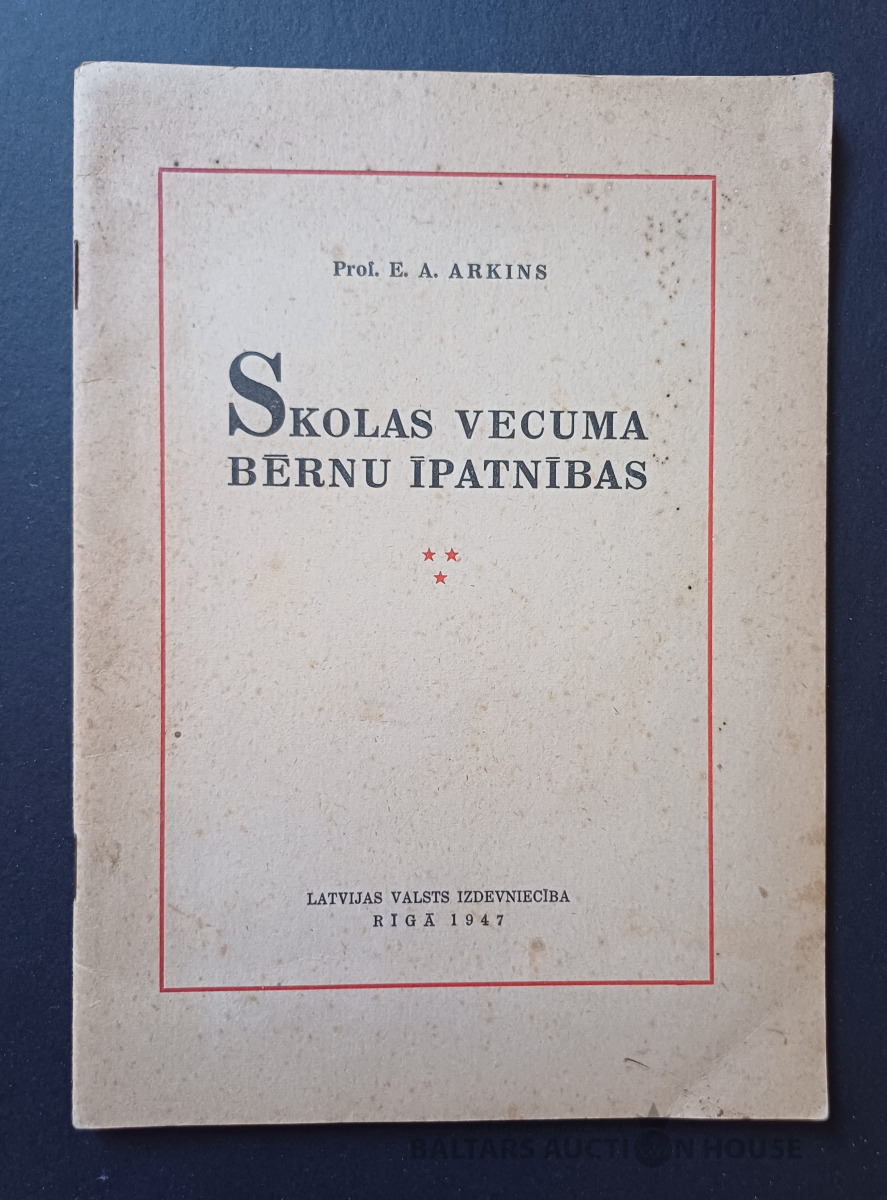 Prof. E. A. ARKINS
SKOLAS VECUMA
BĒRNU ĪPATNĪBAS
LATVIJAS VALSTS IZDEVNIECĪBA
RĪGĀ 1947
BALTARS AUCTION HOUSE